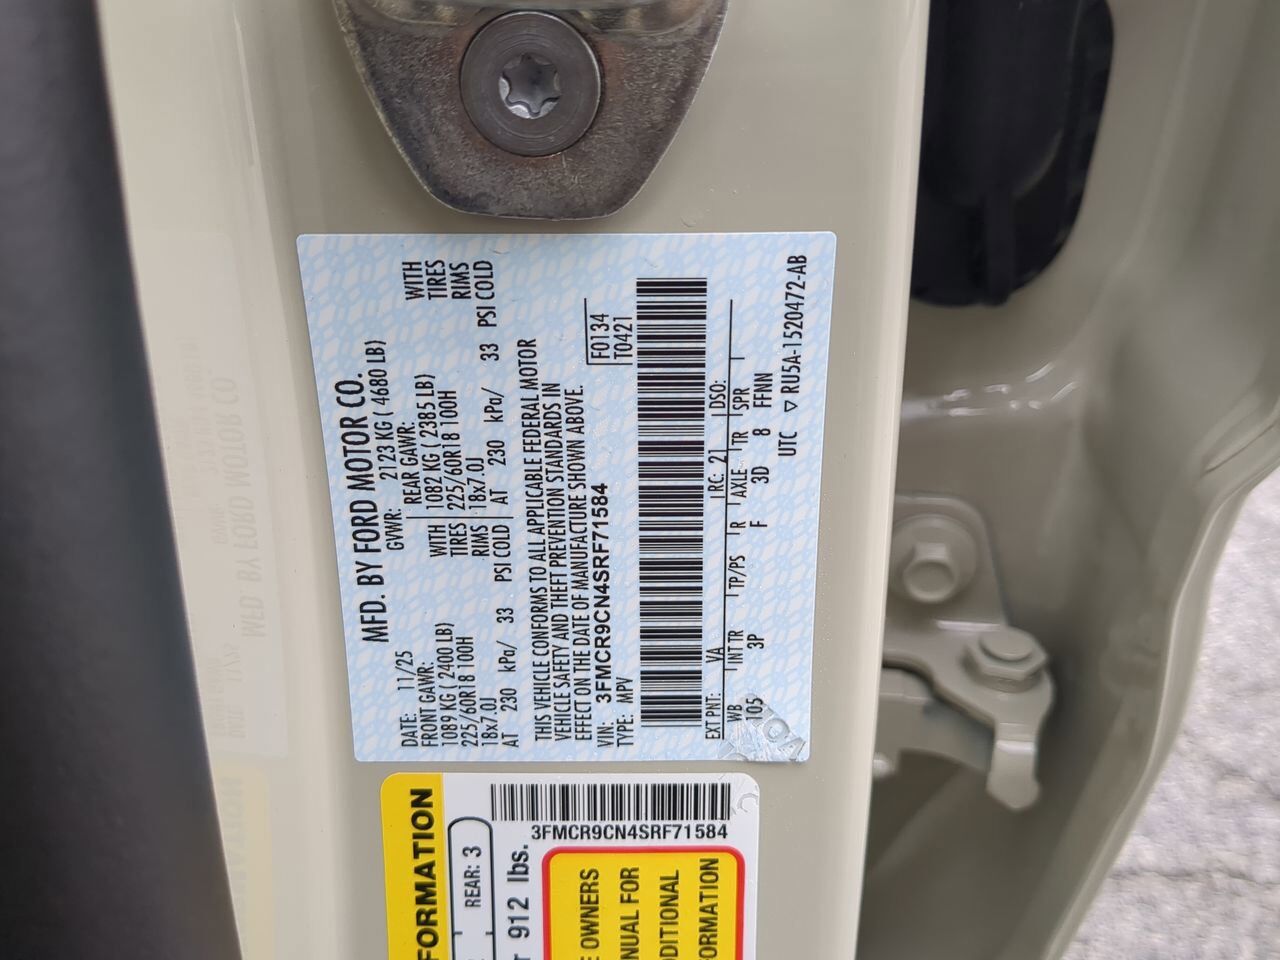 MFD. BY FORD MOTOR CO.
DATE: 11/25
GVWR: 2123 KG ( 4680 LB)
FRONT GAWR:
1089 KG ( 2400 LB)
WITH
225/60R18 100H
TIRES
18x7.0J
RIMS
AT 230 kPa/ 33 PSI COLD
REAR GAWR:
1082 KG ( 2385 LB)
WITH
225/60R18 100H
TIRES
18x7.0J
RIMS
AT 230 kPa/ 33 PSI COLD
THIS VEHICLE CONFORMS TO ALL APPLICABLE FEDERAL MOTOR
VEHICLE SAFETY AND THEFT PREVENTION STANDARDS IN
EFFECT ON THE DATE OF MANUFACTURE SHOWN ABOVE.
VIN: 3FMCR9CN4SRF71584
TYPE: MPV
F0134
T0421
EXT PNT: VA RC: 21 DSO:
WB INT TR TP/PS R AXLE TR SPR
105 3P F 3D 8 FFNN
UTC ▽ RU5A-1520472-AB
FORMATION
REAR: 3
912 lbs.
3FMCR9CN4SRF71584
OWNERS
NUAL FOR
DITIONAL
ORMATION